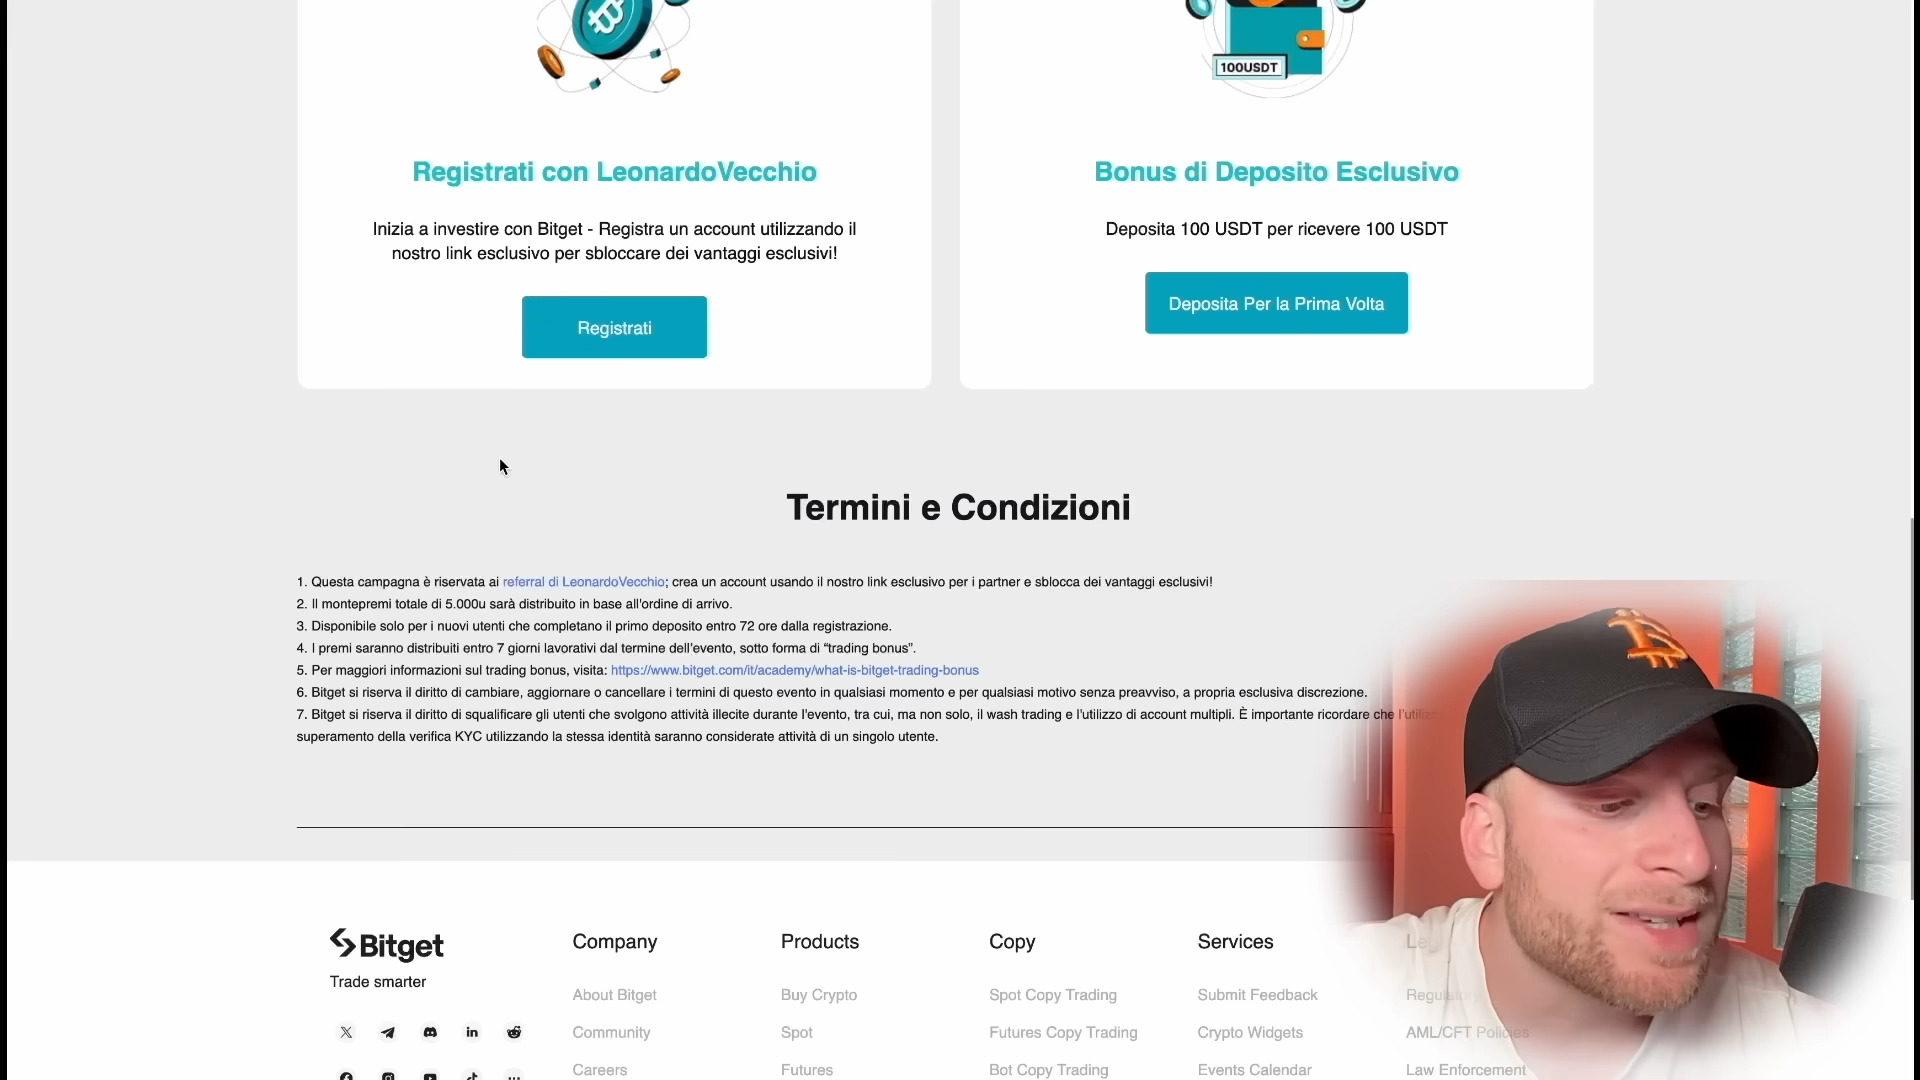 100USDT
Registrati con LeonardoVecchio
Inizia a investire con Bitget - Registra un account utilizzando il
nostro link esclusivo per sbloccare dei vantaggi esclusivi!
Registrati
Bonus di Deposito Esclusivo
Deposita 100 USDT per ricevere 100 USDT
Deposita Per la Prima Volta
Termini e Condizioni
1. Questa campagna è riservata ai referral di LeonardoVecchio; crea un account usando il nostro link esclusivo per i partner e sblocca dei vantaggi esclusivi!
2. Il montepremi totale di 5.000u sarà distribuito in base all'ordine di arrivo.
3. Disponibile solo per i nuovi utenti che completano il primo deposito entro 72 ore dalla registrazione.
4. I premi saranno distribuiti entro 7 giorni lavorativi dal termine dell'evento, sotto forma di “trading bonus”.
5. Per maggiori informazioni sul trading bonus, visita: https://www.bitget.com/it/academy/what-is-bitget-trading-bonus
6. Bitget si riserva il diritto di cambiare, aggiornare o cancellare i termini di questo evento in qualsiasi momento e per qualsiasi motivo senza preavviso, a propria esclusiva discrezione.
7. Bitget si riserva il diritto di squalificare gli utenti che svolgono attività illecite durante l'evento, tra cui, ma non solo, il wash trading e l'utilizzo di account multipli. È importante ricordare che
superamento della verifica KYC utilizzando la stessa identità saranno considerate attività di un singolo utente.
Bitget
Trade smarter
Company
About Bitget
Community
Careers
Products
Buy Crypto
Spot
Futures
Copy
Spot Copy Trading
Futures Copy Trading
Bot Copy Trading
Services
Submit Feedback
Crypto Widgets
Events Calendar
AML/CFT Policies
Law Enforcement